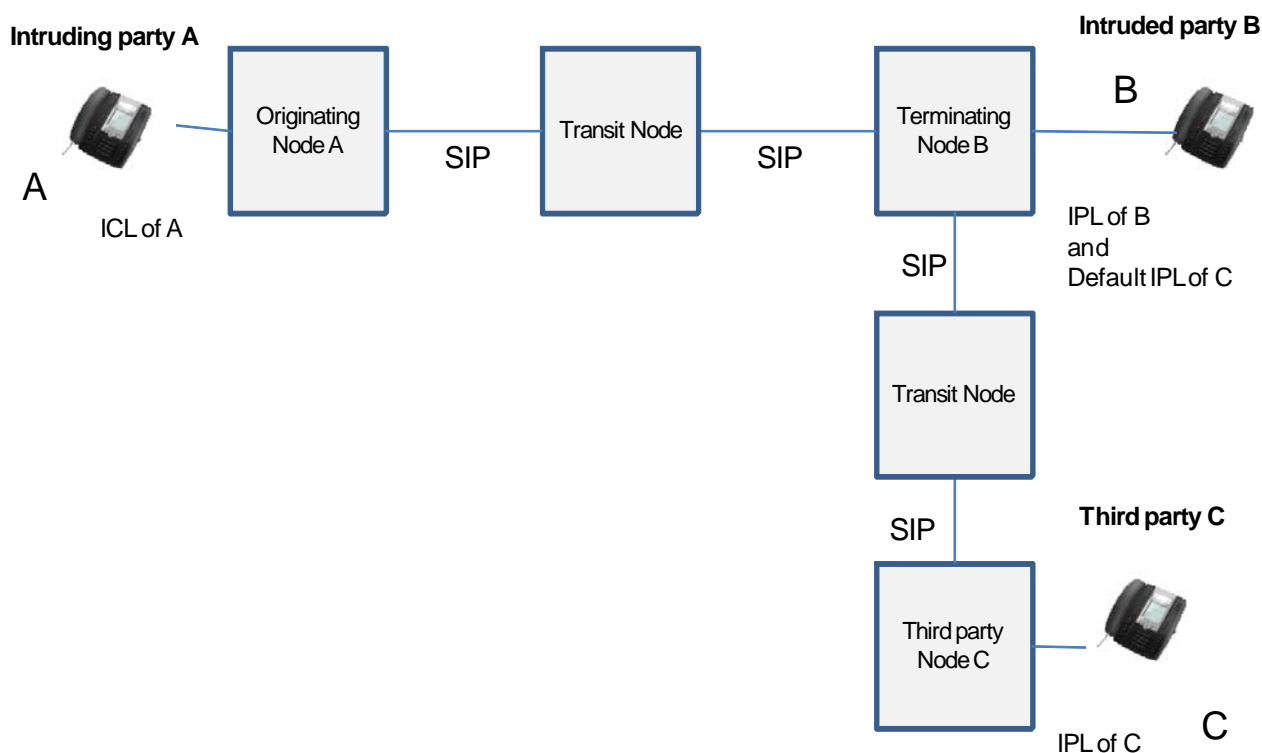 Intruding party A
Intruded party B
Originating
Node A
Transit Node
Terminating
Node B
B
SIP
SIP
A
ICL of A
IPL of B
and
Default IPL of C
SIP
Transit Node
SIP
Third party C
Third party
Node C
IPL of C
C